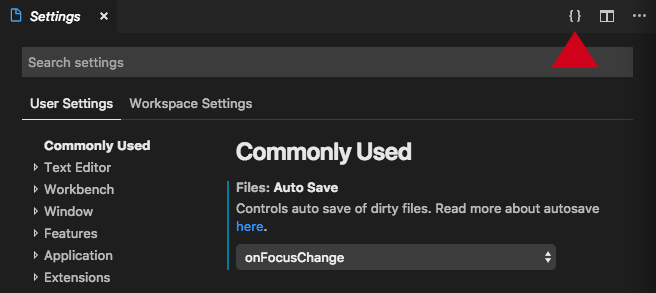 Settings
{ }
Search settings
User Settings Workspace Settings
Commonly Used
Text Editor
Workbench
Window
Features
Application
Extensions
Commonly Used
Files: Auto Save
Controls auto save of dirty files. Read more about autosave
here.
onFocusChange